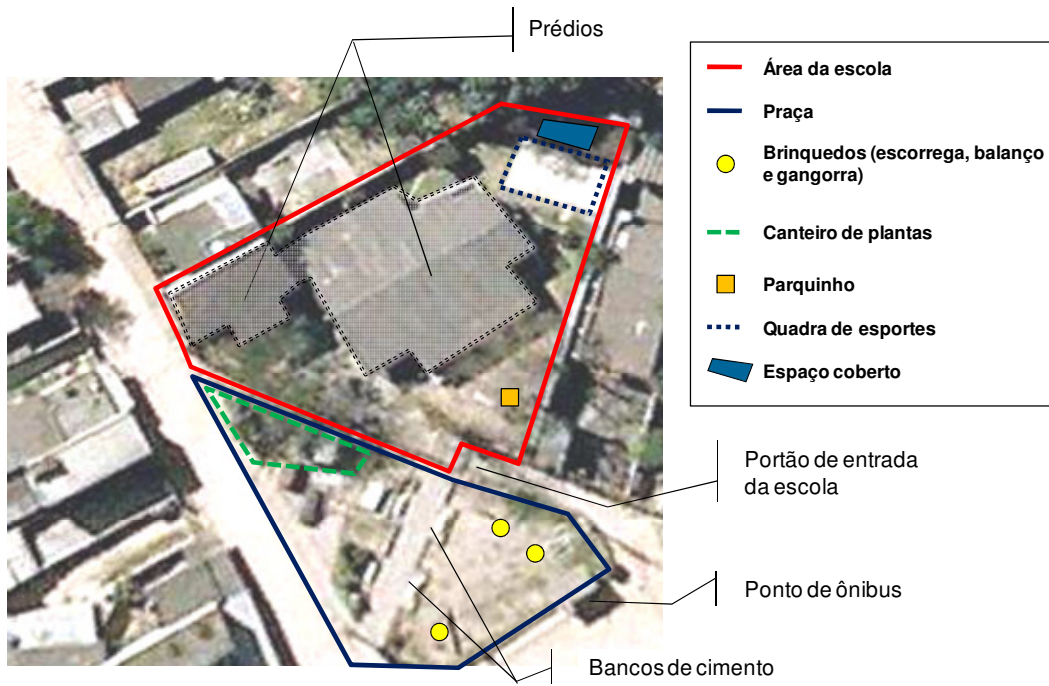 Prédios
Área da escola
Praça
Brinquedos (escorrega, balanço
e gangorra)
Canteiro de plantas
Parquinho
Quadra de esportes
Espaço coberto
Portão de entrada
da escola
Ponto de ônibus
Bancos de cimento